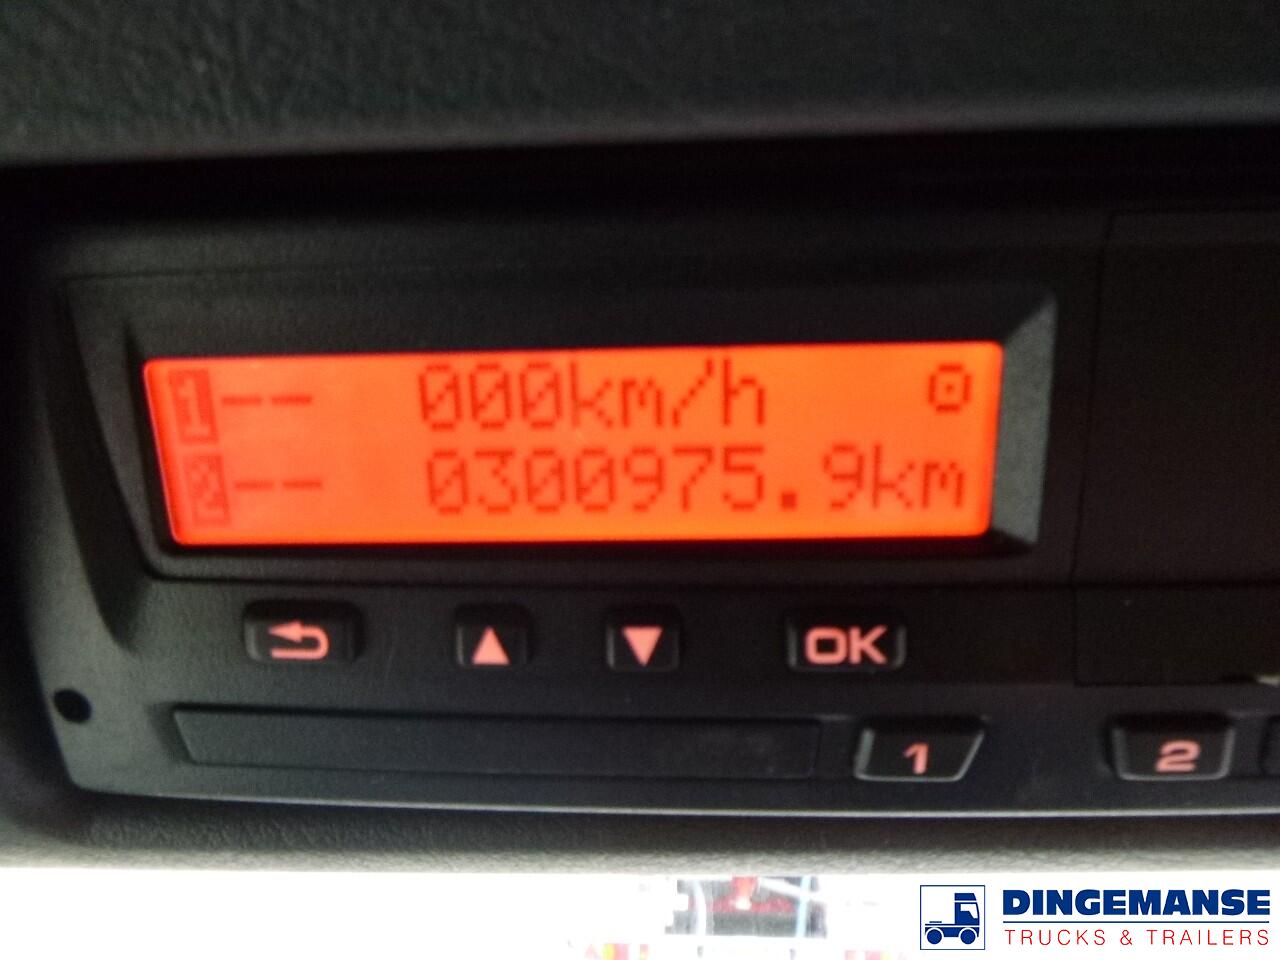 1-- 000km/h
2-- 0300975.9km
OK
1 2
DINGEMANSE
TRUCKS & TRAILERS